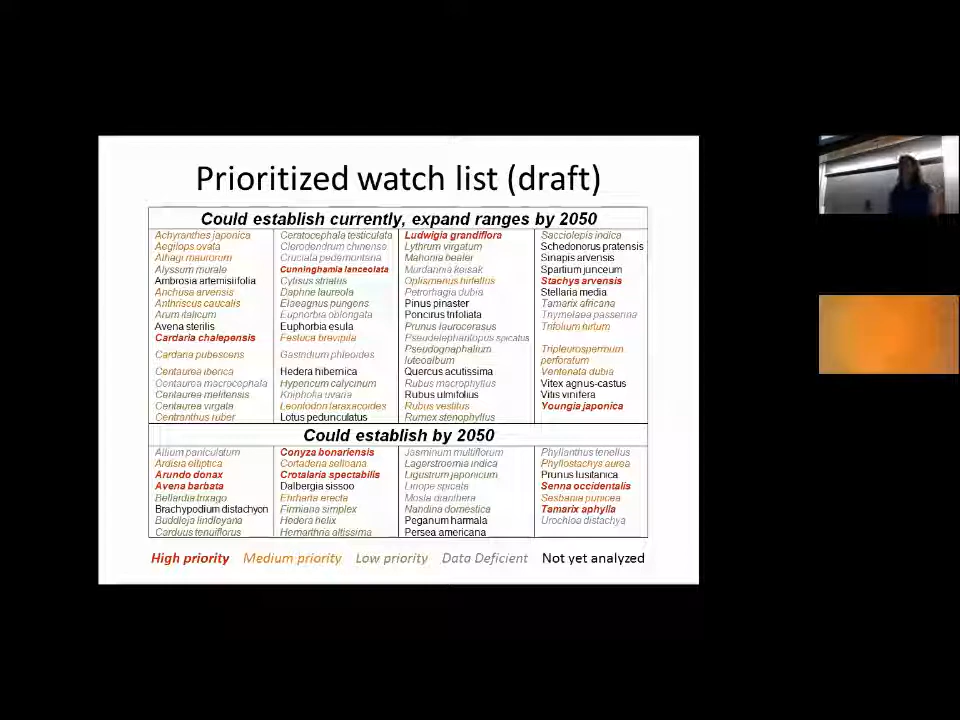 Prioritized watch list (draft)
Could establish currently, expand ranges by 2050
Achyranthes japonica
Aegilops ovata
Alhagi maurorum
Alyssum murale
Ambrosia artemisiifolia
Anchusa arvensis
Anthriscus caucalis
Arum italicum
Avena sterilis
Cardaria chalepensis
Cardaria pubescens
Centaurea iberica
Centaurea macrocephala
Centaurea melitensis
Centaurea virgata
Centranthus ruber
Ceratocephala testiculata
Clerodendrum chinense
Cruciata pedemontana
Cunninghamia lanceolata
Cytisus striatus
Daphne laureola
Elaeagnus pungens
Euphorbia oblongata
Euphorbia esula
Festuca brevipila
Gastridium phleoides
Hedera hibernica
Hypericum calycinum
Kniphofia uvaria
Leontodon taraxacoides
Lotus pedunculatus
Ludwigia grandiflora
Lythrum virgatum
Mahonia bealei
Murdannia keisak
Oplismenus hirtellus
Petrorhagia dubia
Pinus pinaster
Poncirus trifoliata
Prunus laurocerasus
Pseudelephantopus spicatus
Pseudognaphalium
luteoalbum
Quercus acutissima
Rubus macrophyllus
Rubus ulmifolius
Rubus vestitus
Rumex stenophyllus
Sacciolepis indica
Schedonorus pratensis
Sinapis arvensis
Spartium junceum
Stachys arvensis
Stellaria media
Tamarix africana
Thymelaea passerina
Trifolium hirtum
Tripleurospermum
perforatum
Ventenata dubia
Vitex agnus-castus
Vitis vinifera
Youngia japonica
Could establish by 2050
Allium paniculatum
Ardisia elliptica
Arundo donax
Avena barbata
Bellardia trixago
Brachypodium distachyon
Buddleja lindleyana
Carduus tenuiflorus
Conyza bonariensis
Cortaderia selloana
Crotalaria spectabilis
Dalbergia sissoo
Ehrharta erecta
Firmiana simplex
Hedera helix
Hemarthria altissima
Jasminum multiflorum
Lagerstroemia indica
Ligustrum japonicum
Liriope spicata
Mosla dianthera
Nandina domestica
Peganum harmala
Persea americana
Phyllanthus tenellus
Phyllostachys aurea
Prunus lusitanica
Senna occidentalis
Sesbania punicea
Tamarix aphylla
Urochloa distachya
High priority Medium priority Low priority Data Deficient Not yet analyzed